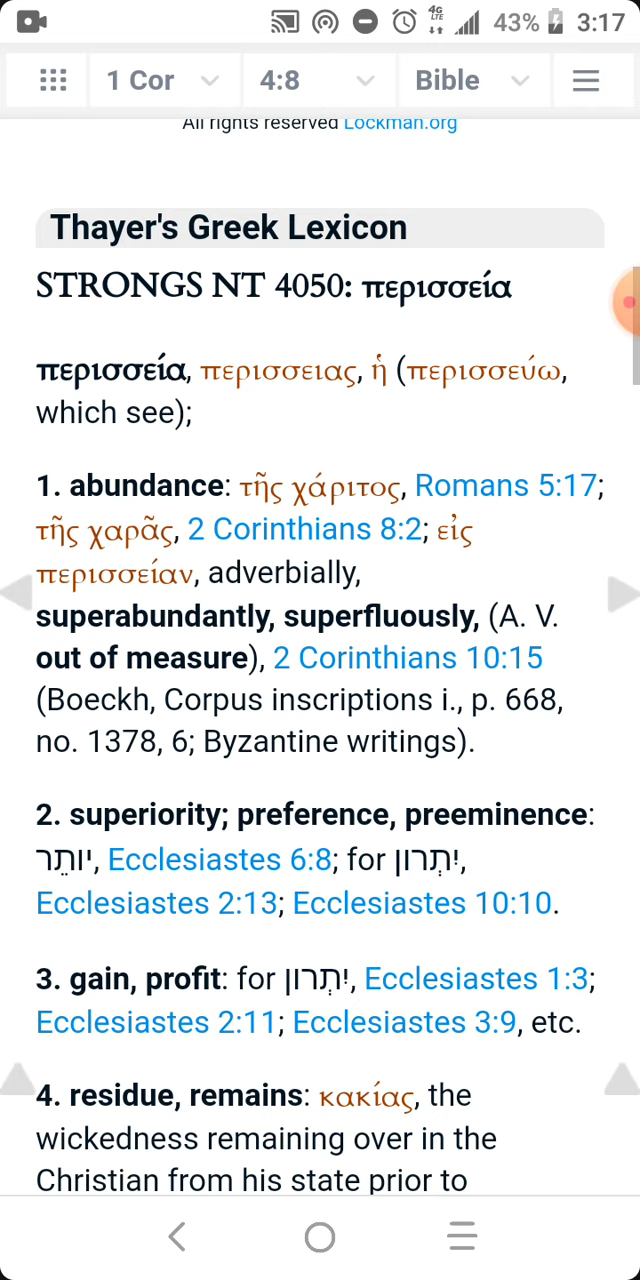 4G
LTE
43% 3:17
1 Cor 4:8 Bible
All rights reserved Lockman.org
Thayer's Greek Lexicon
STRONGS NT 4050: περισσεία
περισσεία, περισσειας, ἡ (περισσεύω,
which see);
1. abundance: τῆς χάριτος, Romans 5:17;
τῆς χαρᾶς, 2 Corinthians 8:2; εἰς
περισσείαν, adverbially,
superabundantly, superfluously, (A. V.
out of measure), 2 Corinthians 10:15
(Boeckh, Corpus inscriptions i., p. 668,
no. 1378, 6; Byzantine writings).
2. superiority; preference, preeminence:
יותֵר, Ecclesiastes 6:8; for יִתְרון,
Ecclesiastes 2:13; Ecclesiastes 10:10.
3. gain, profit: for יִתְרון, Ecclesiastes 1:3;
Ecclesiastes 2:11; Ecclesiastes 3:9, etc.
4. residue, remains: κακίας, the
wickedness remaining over in the
Christian from his state prior to